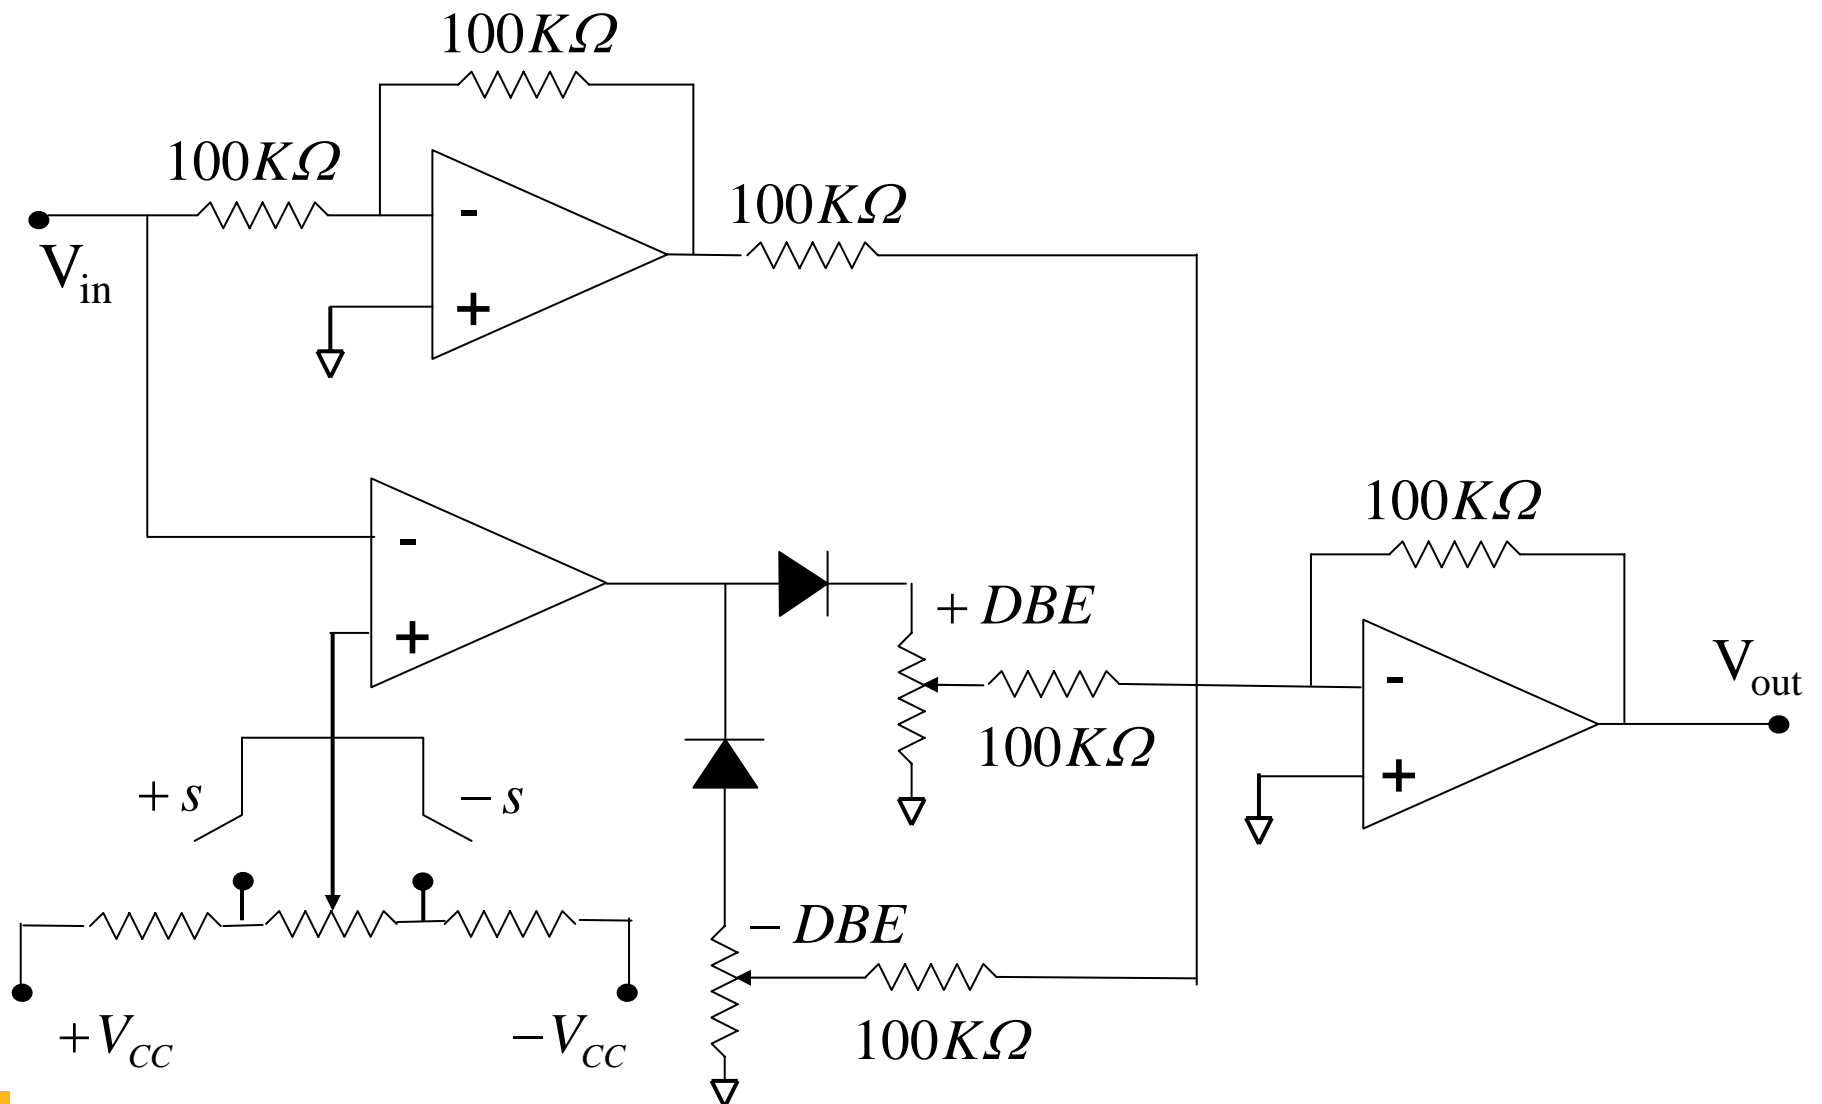 100KΩ
100KΩ
100KΩ
V_in
-
+
-
+
100KΩ
+ DBE
V_out
-
+
100KΩ
+ s
− s
− DBE
100KΩ
+V_CC
−V_CC